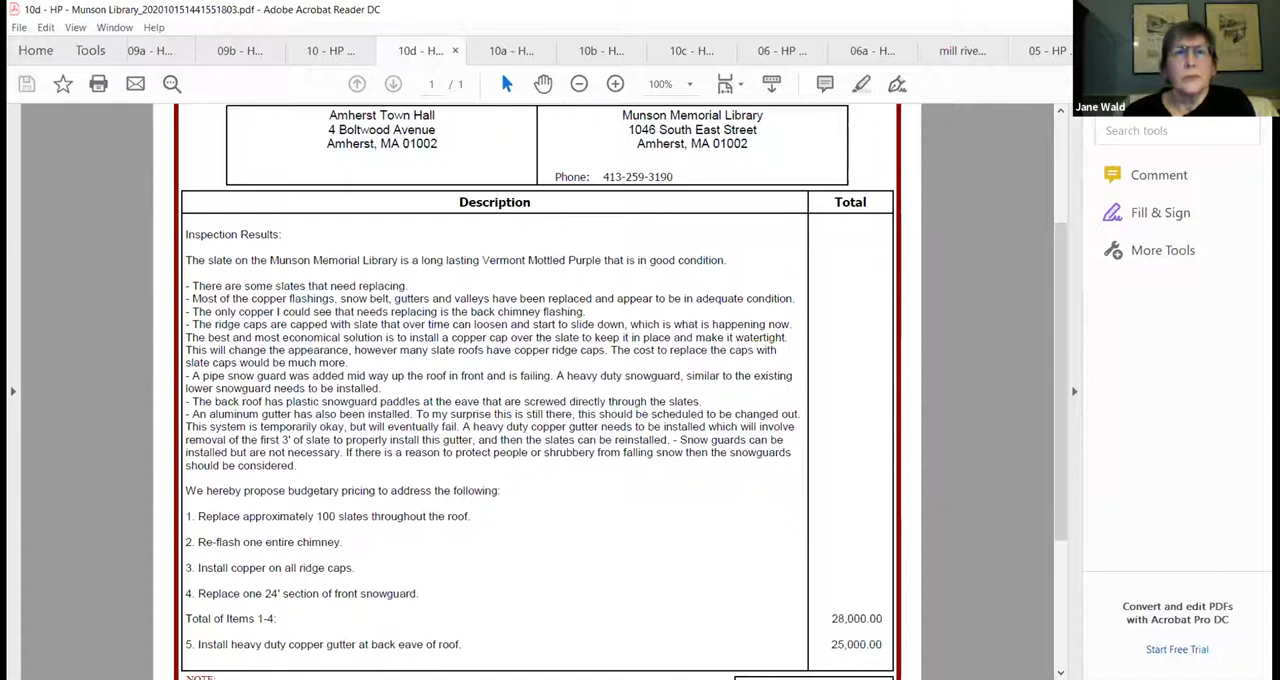 10d - HP - Munson Library_202010151441551803.pdf - Adobe Acrobat Reader DC
File Edit View Window Help
Home Tools 09a - H... 09b - H... 10 - HP ... 10d - H... × 10a - H... 10b - H... 10c - H... 06 - HP ... 06a - H... mill rive... 05 - HP
1 / 1 100%
Jane Wald
Search tools
Comment
Fill & Sign
More Tools
Convert and edit PDFs
with Acrobat Pro DC
Start Free Trial
Amherst Town Hall
4 Boltwood Avenue
Amherst, MA 01002
Munson Memorial Library
1046 South East Street
Amherst, MA 01002
Phone: 413-259-3190
Description Total
Inspection Results:
The slate on the Munson Memorial Library is a long lasting Vermont Mottled Purple that is in good condition.
- There are some slates that need replacing.
- Most of the copper flashings, snow belt, gutters and valleys have been replaced and appear to be in adequate condition.
- The only copper I could see that needs replacing is the back chimney flashing.
- The ridge caps are capped with slate that over time can loosen and start to slide down, which is what is happening now.
The best and most economical solution is to install a copper cap over the slate to keep it in place and make it watertight.
This will change the appearance, however many slate roofs have copper ridge caps. The cost to replace the caps with
slate caps would be much more.
- A pipe snow guard was added mid way up the roof in front and is failing. A heavy duty snowguard, similar to the existing
lower snowguard needs to be installed.
- The back roof has plastic snowguard paddles at the eave that are screwed directly through the slates.
- An aluminum gutter has also been installed. To my surprise this is still there, this should be scheduled to be changed out.
This system is temporarily okay, but will eventually fail. A heavy duty copper gutter needs to be installed which will involve
removal of the first 3' of slate to properly install this gutter, and then the slates can be reinstalled. - Snow guards can be
installed but are not necessary. If there is a reason to protect people or shrubbery from falling snow then the snowguards
should be considered.
We hereby propose budgetary pricing to address the following:
1. Replace approximately 100 slates throughout the roof.
2. Re-flash one entire chimney.
3. Install copper on all ridge caps.
4. Replace one 24' section of front snowguard.
Total of Items 1-4: 28,000.00
5. Install heavy duty copper gutter at back eave of roof. 25,000.00
NOTE: